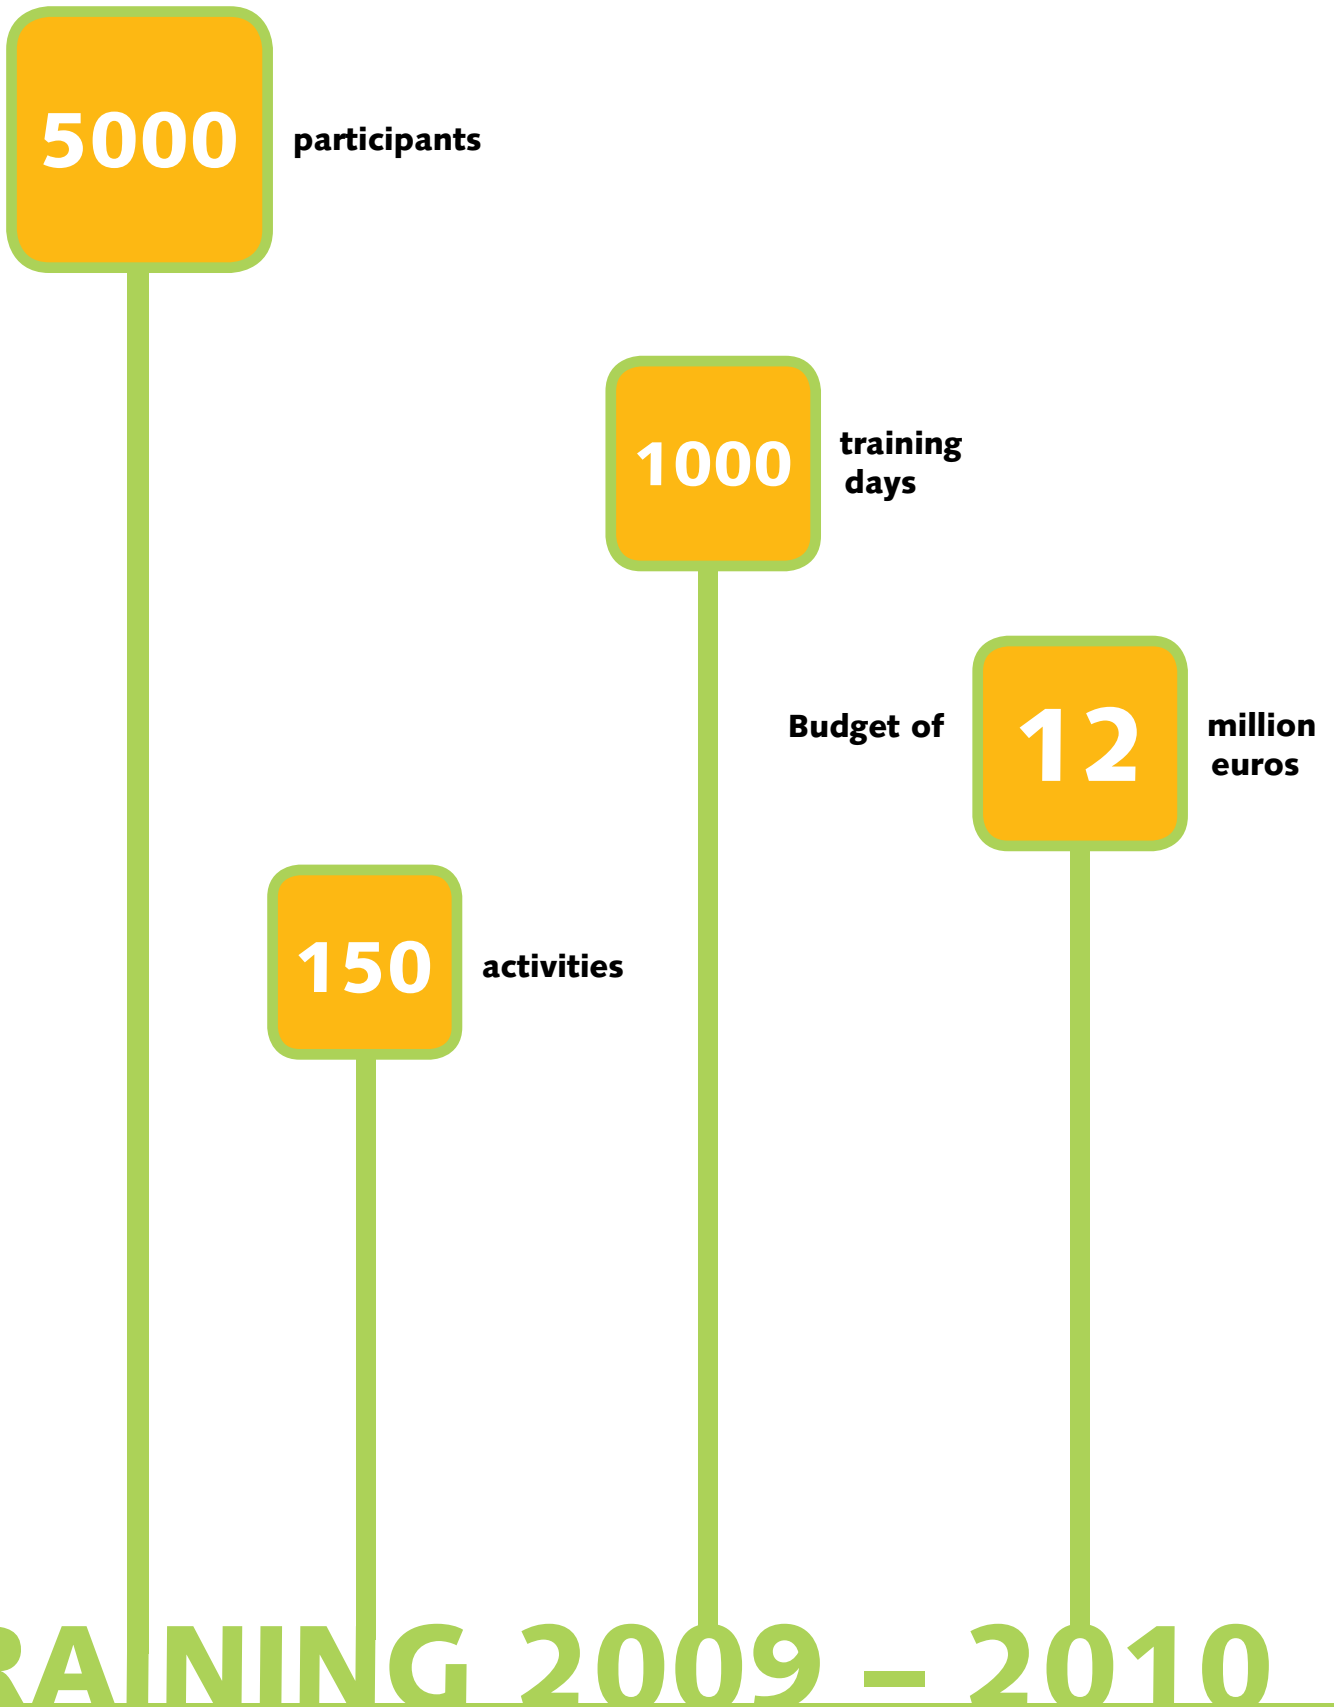 5000 participants
1000 training
days
Budget of 12 million
euros
150 activities
RAINING 2009 – 2010